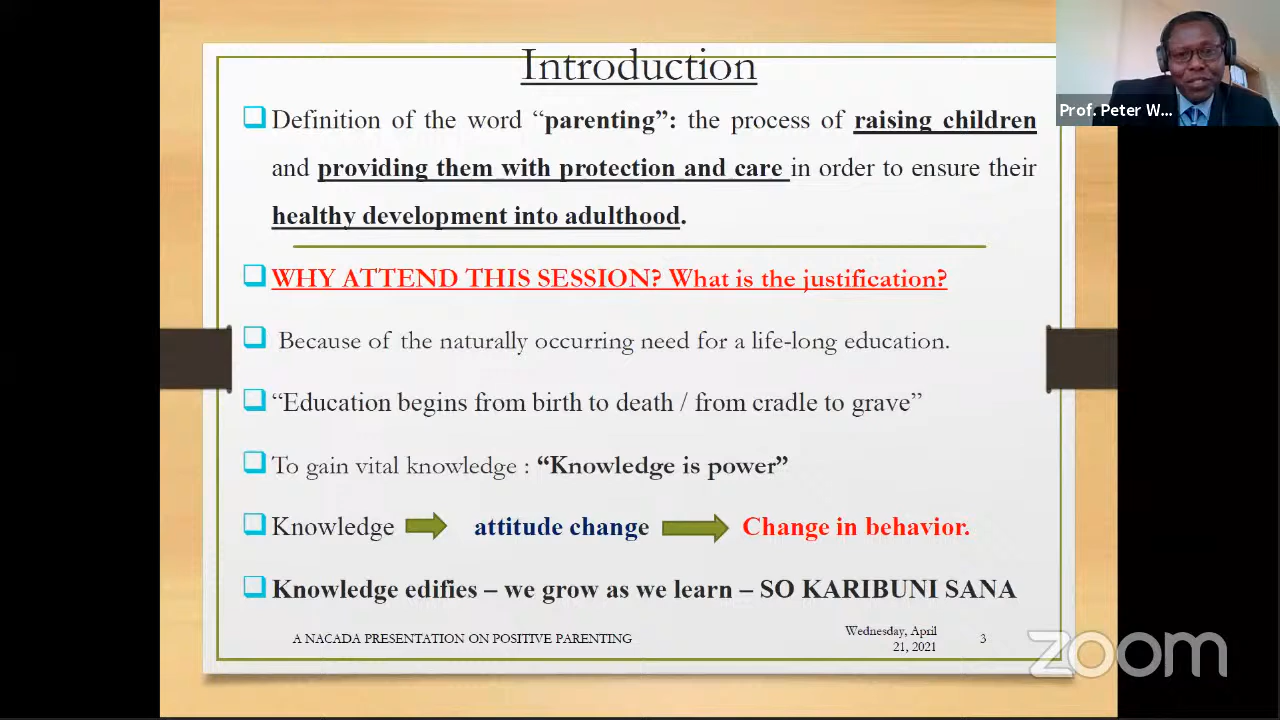 Introduction
Definition of the word “parenting”: the process of raising children
and providing them with protection and care in order to ensure their
healthy development into adulthood.
WHY ATTEND THIS SESSION? What is the justification?
Because of the naturally occurring need for a life-long education.
“Education begins from birth to death / from cradle to grave”
To gain vital knowledge : “Knowledge is power”
Knowledge attitude change Change in behavior.
Knowledge edifies – we grow as we learn – SO KARIBUNI SANA
A NACADA PRESENTATION ON POSITIVE PARENTING
Wednesday, April
21, 2021
3
Prof. Peter W...
zoom